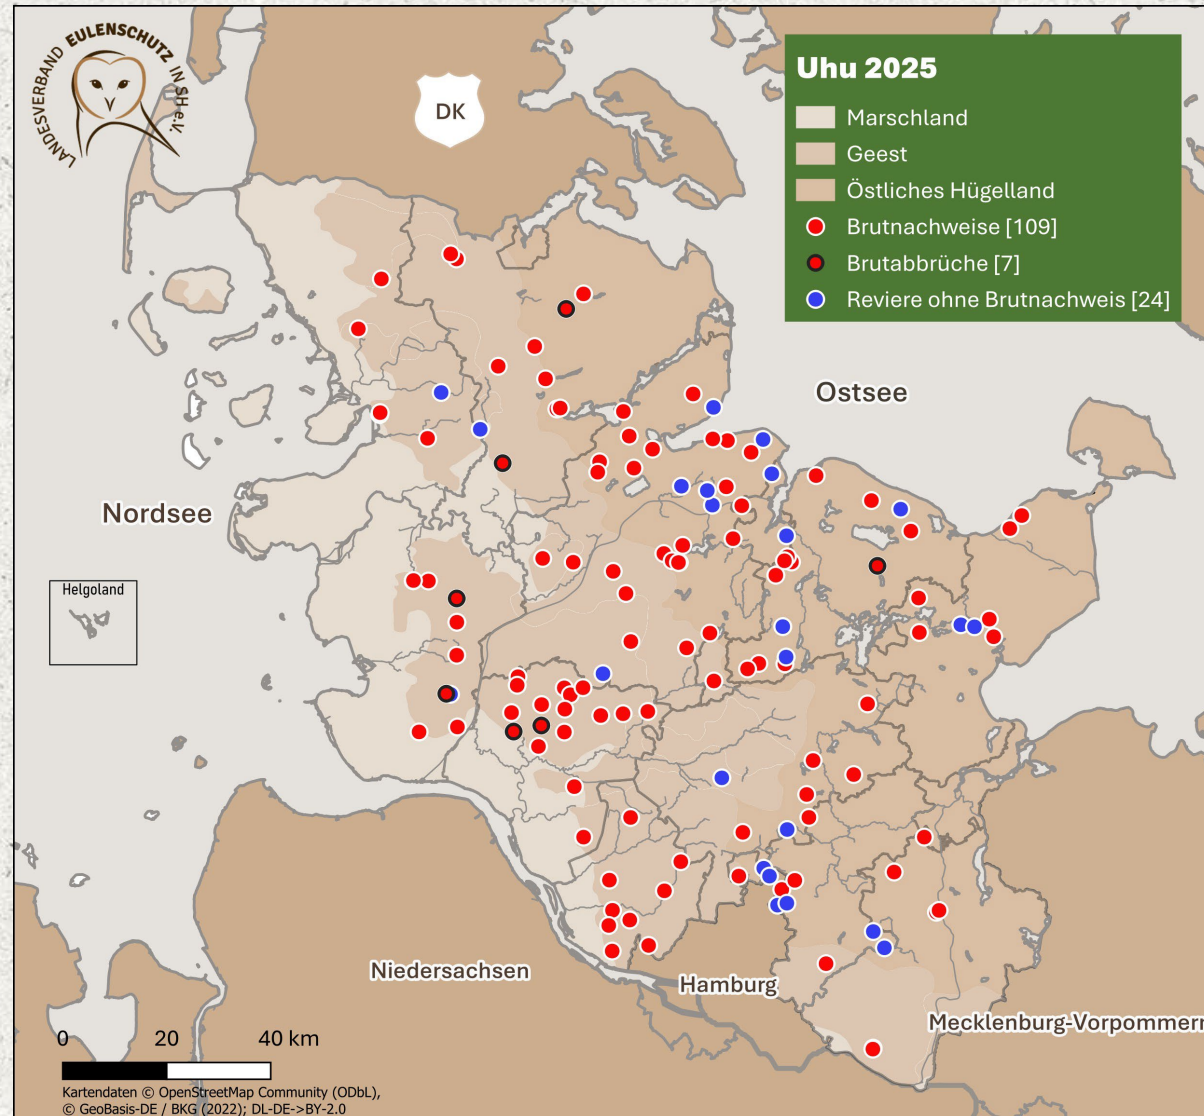 LANDESVERBAND EULENSCHUTZ IN SH e.V.
DK
Uhu 2025
Marschland
Geest
Östliches Hügelland
Brutnachweise [109]
Brutabbrüche [7]
Reviere ohne Brutnachweis [24]
Ostsee
Nordsee
Helgoland
Niedersachsen
Hamburg
Mecklenburg-Vorpommern
0 20 40 km
Kartendaten © OpenStreetMap Community (ODbL),
© GeoBasis-DE / BKG (2022); DL-DE->BY-2.0